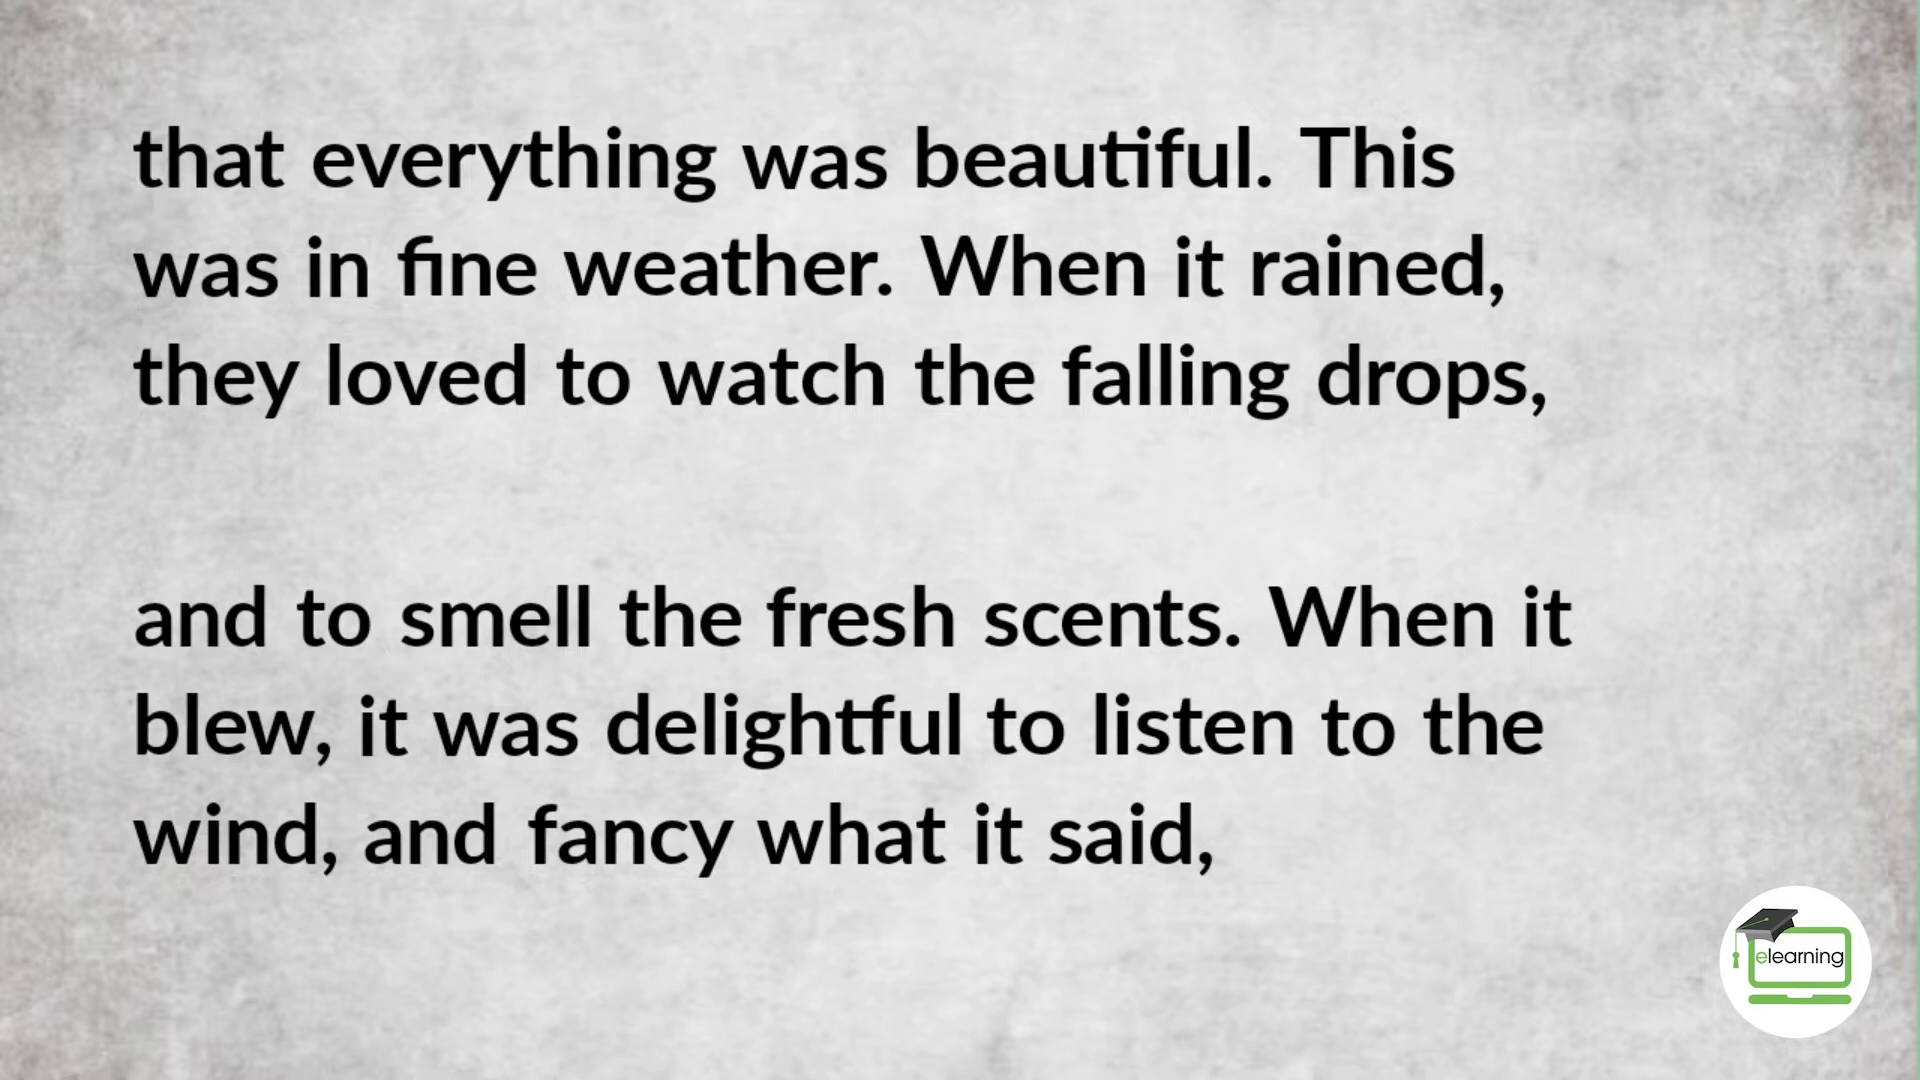 that everything was beautiful. This
was in fine weather. When it rained,
they loved to watch the falling drops,
and to smell the fresh scents. When it
blew, it was delightful to listen to the
wind, and fancy what it said,
elearning